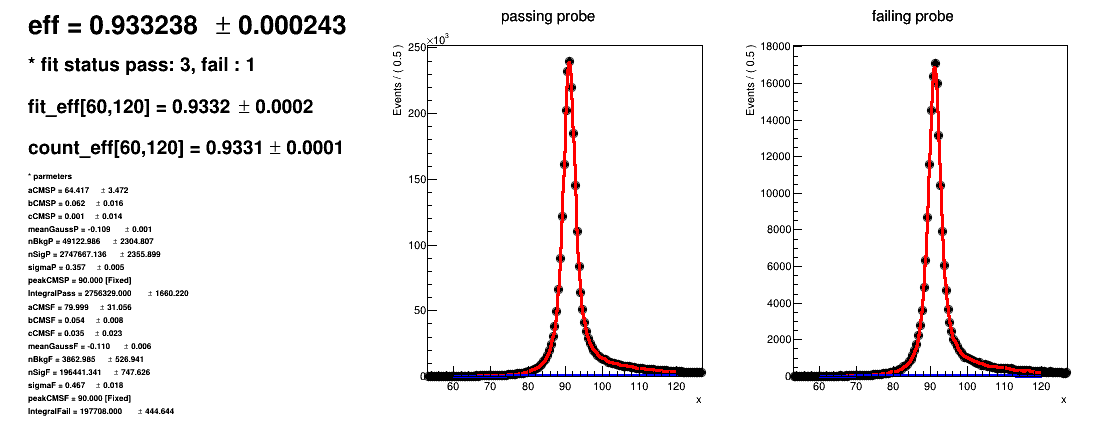 eff = 0.933238 ± 0.000243
* fit status pass: 3, fail : 1
fit_eff[60,120] = 0.9332 ± 0.0002
count_eff[60,120] = 0.9331 ± 0.0001
* parmeters
aCMSP = 64.417 ± 3.472
bCMSP = 0.062 ± 0.016
cCMSP = 0.001 ± 0.014
meanGaussP = -0.109 ± 0.001
nBkgP = 49122.986 ± 2304.807
nSigP = 2747667.136 ± 2355.899
sigmaP = 0.357 ± 0.005
peakCMSP = 90.000 [Fixed]
IntegralPass = 2756329.000 ± 1660.220
aCMSF = 79.999 ± 31.056
bCMSF = 0.054 ± 0.008
cCMSF = 0.035 ± 0.023
meanGaussF = -0.110 ± 0.006
nBkgF = 3862.985 ± 526.941
nSigF = 196441.341 ± 747.626
sigmaF = 0.467 ± 0.018
peakCMSF = 90.000 [Fixed]
IntegralFail = 197708.000 ± 444.644
passing probe
×10³
Events / ( 0.5 )
250
200
150
100
50
0
60 70 80 90 100 110 120
x
failing probe
Events / ( 0.5 )
18000
16000
14000
12000
10000
8000
6000
4000
2000
0
60 70 80 90 100 110 120
x